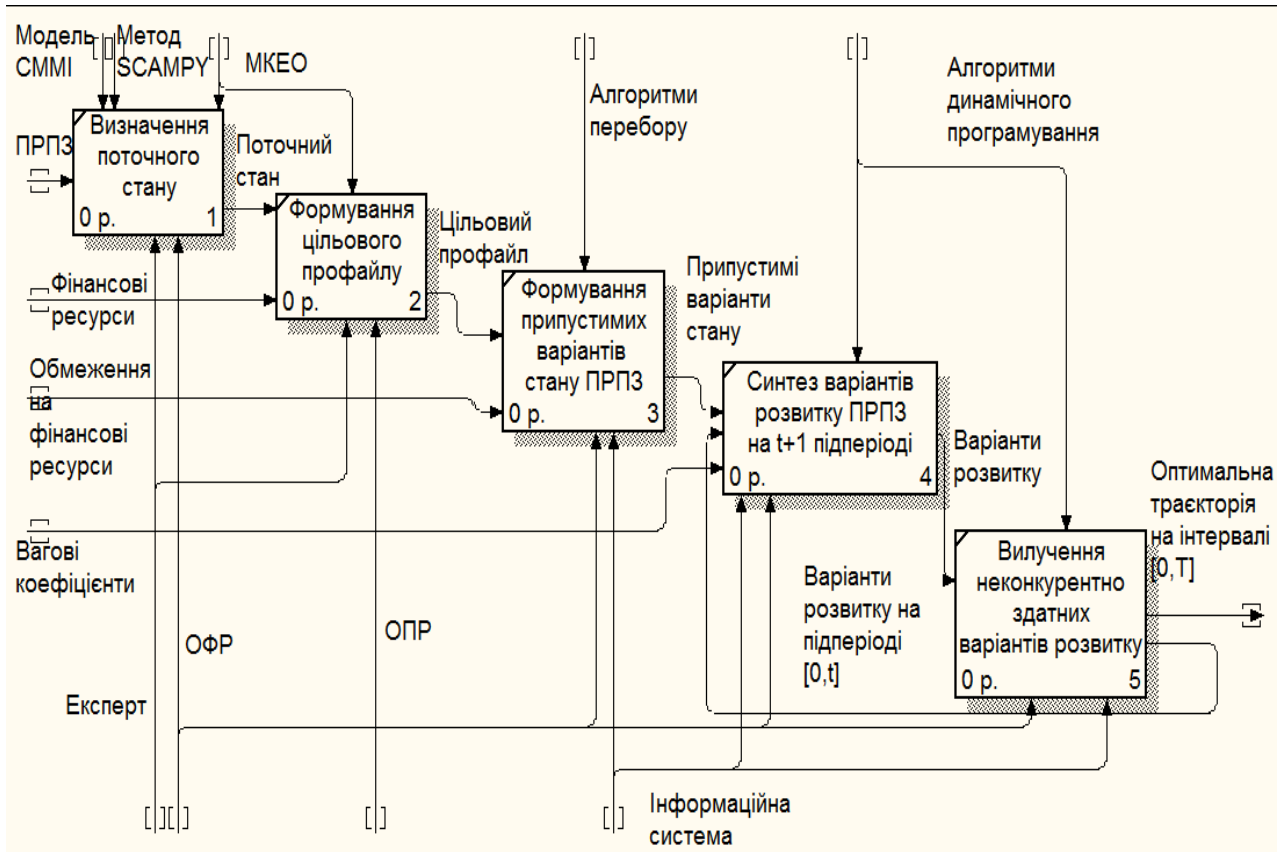 Модель
CMMI
Метод
SCAMPY
МКЕО
Алгоритми
перебору
Алгоритми
динамічного
програмування
ПРПЗ
Визначення
поточного
стану
0 р. 1
Поточний
стан
Формування
цільового
профайлу
0 р. 2
Цільовий
профайл
Фінансові
ресурси
Формування
припустимих
варіантів
стану ПРПЗ
0 р. 3
Припустимі
варіанти
стану
Обмеження
на
фінансові
ресурси
Синтез варіантів
розвитку ПРПЗ
на t+1 підперіоді
0 р. 4
Варіанти
розвитку
Оптимальна
траєкторія
на інтервалі
[0,T]
Вагові
коефіцієнти
Вилучення
неконкурентно
здатних
варіантів розвитку
0 р. 5
Варіанти
розвитку на
підперіоді
[0,t]
ОФР
ОПР
Експерт
Інформаційна
система